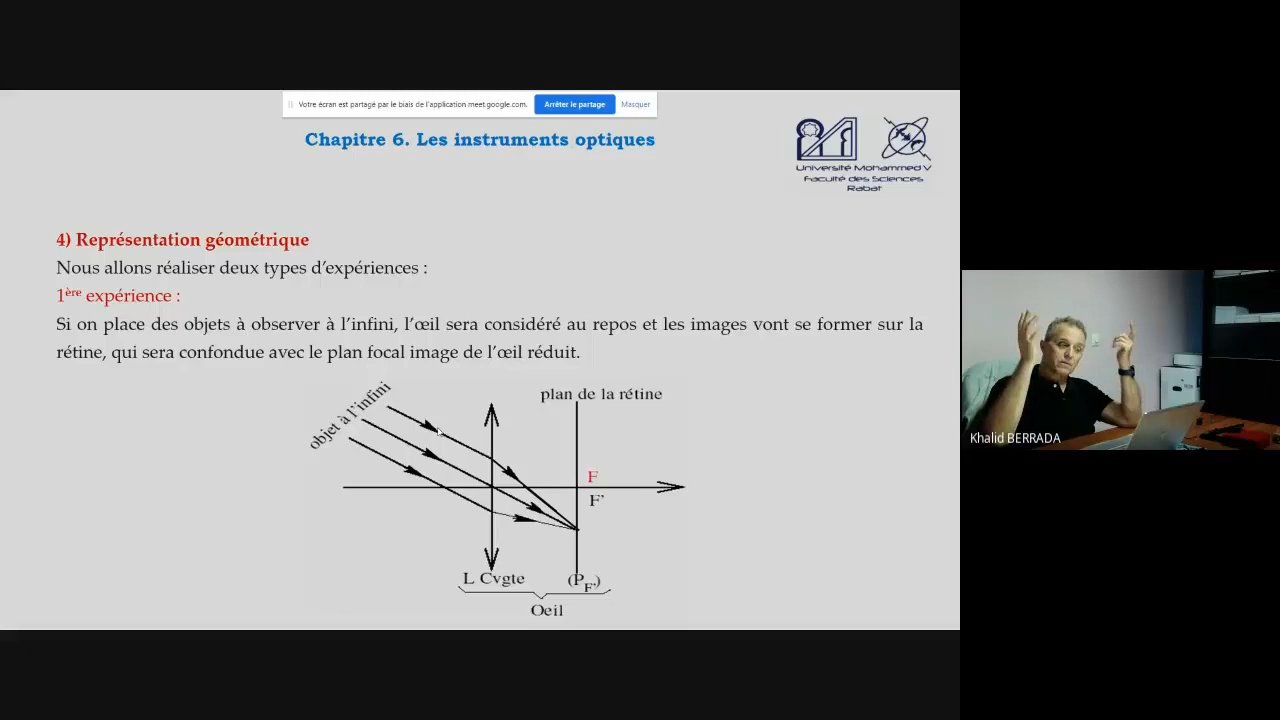 Votre écran est partagé par le biais de l'application meet.google.com. Arrêter le partage Masquer
Chapitre 6. Les instruments optiques
Université Mohammed V
Faculté des Sciences
Rabat
4) Représentation géométrique
Nous allons réaliser deux types d'expériences :
1ère expérience :
Si on place des objets à observer à l'infini, l'œil sera considéré au repos et les images vont se former sur la
rétine, qui sera confondue avec le plan focal image de l'œil réduit.
objet à l'infini
plan de la rétine
F
F'
L Cvgte
(PF')
Oeil
Khalid BERRADA